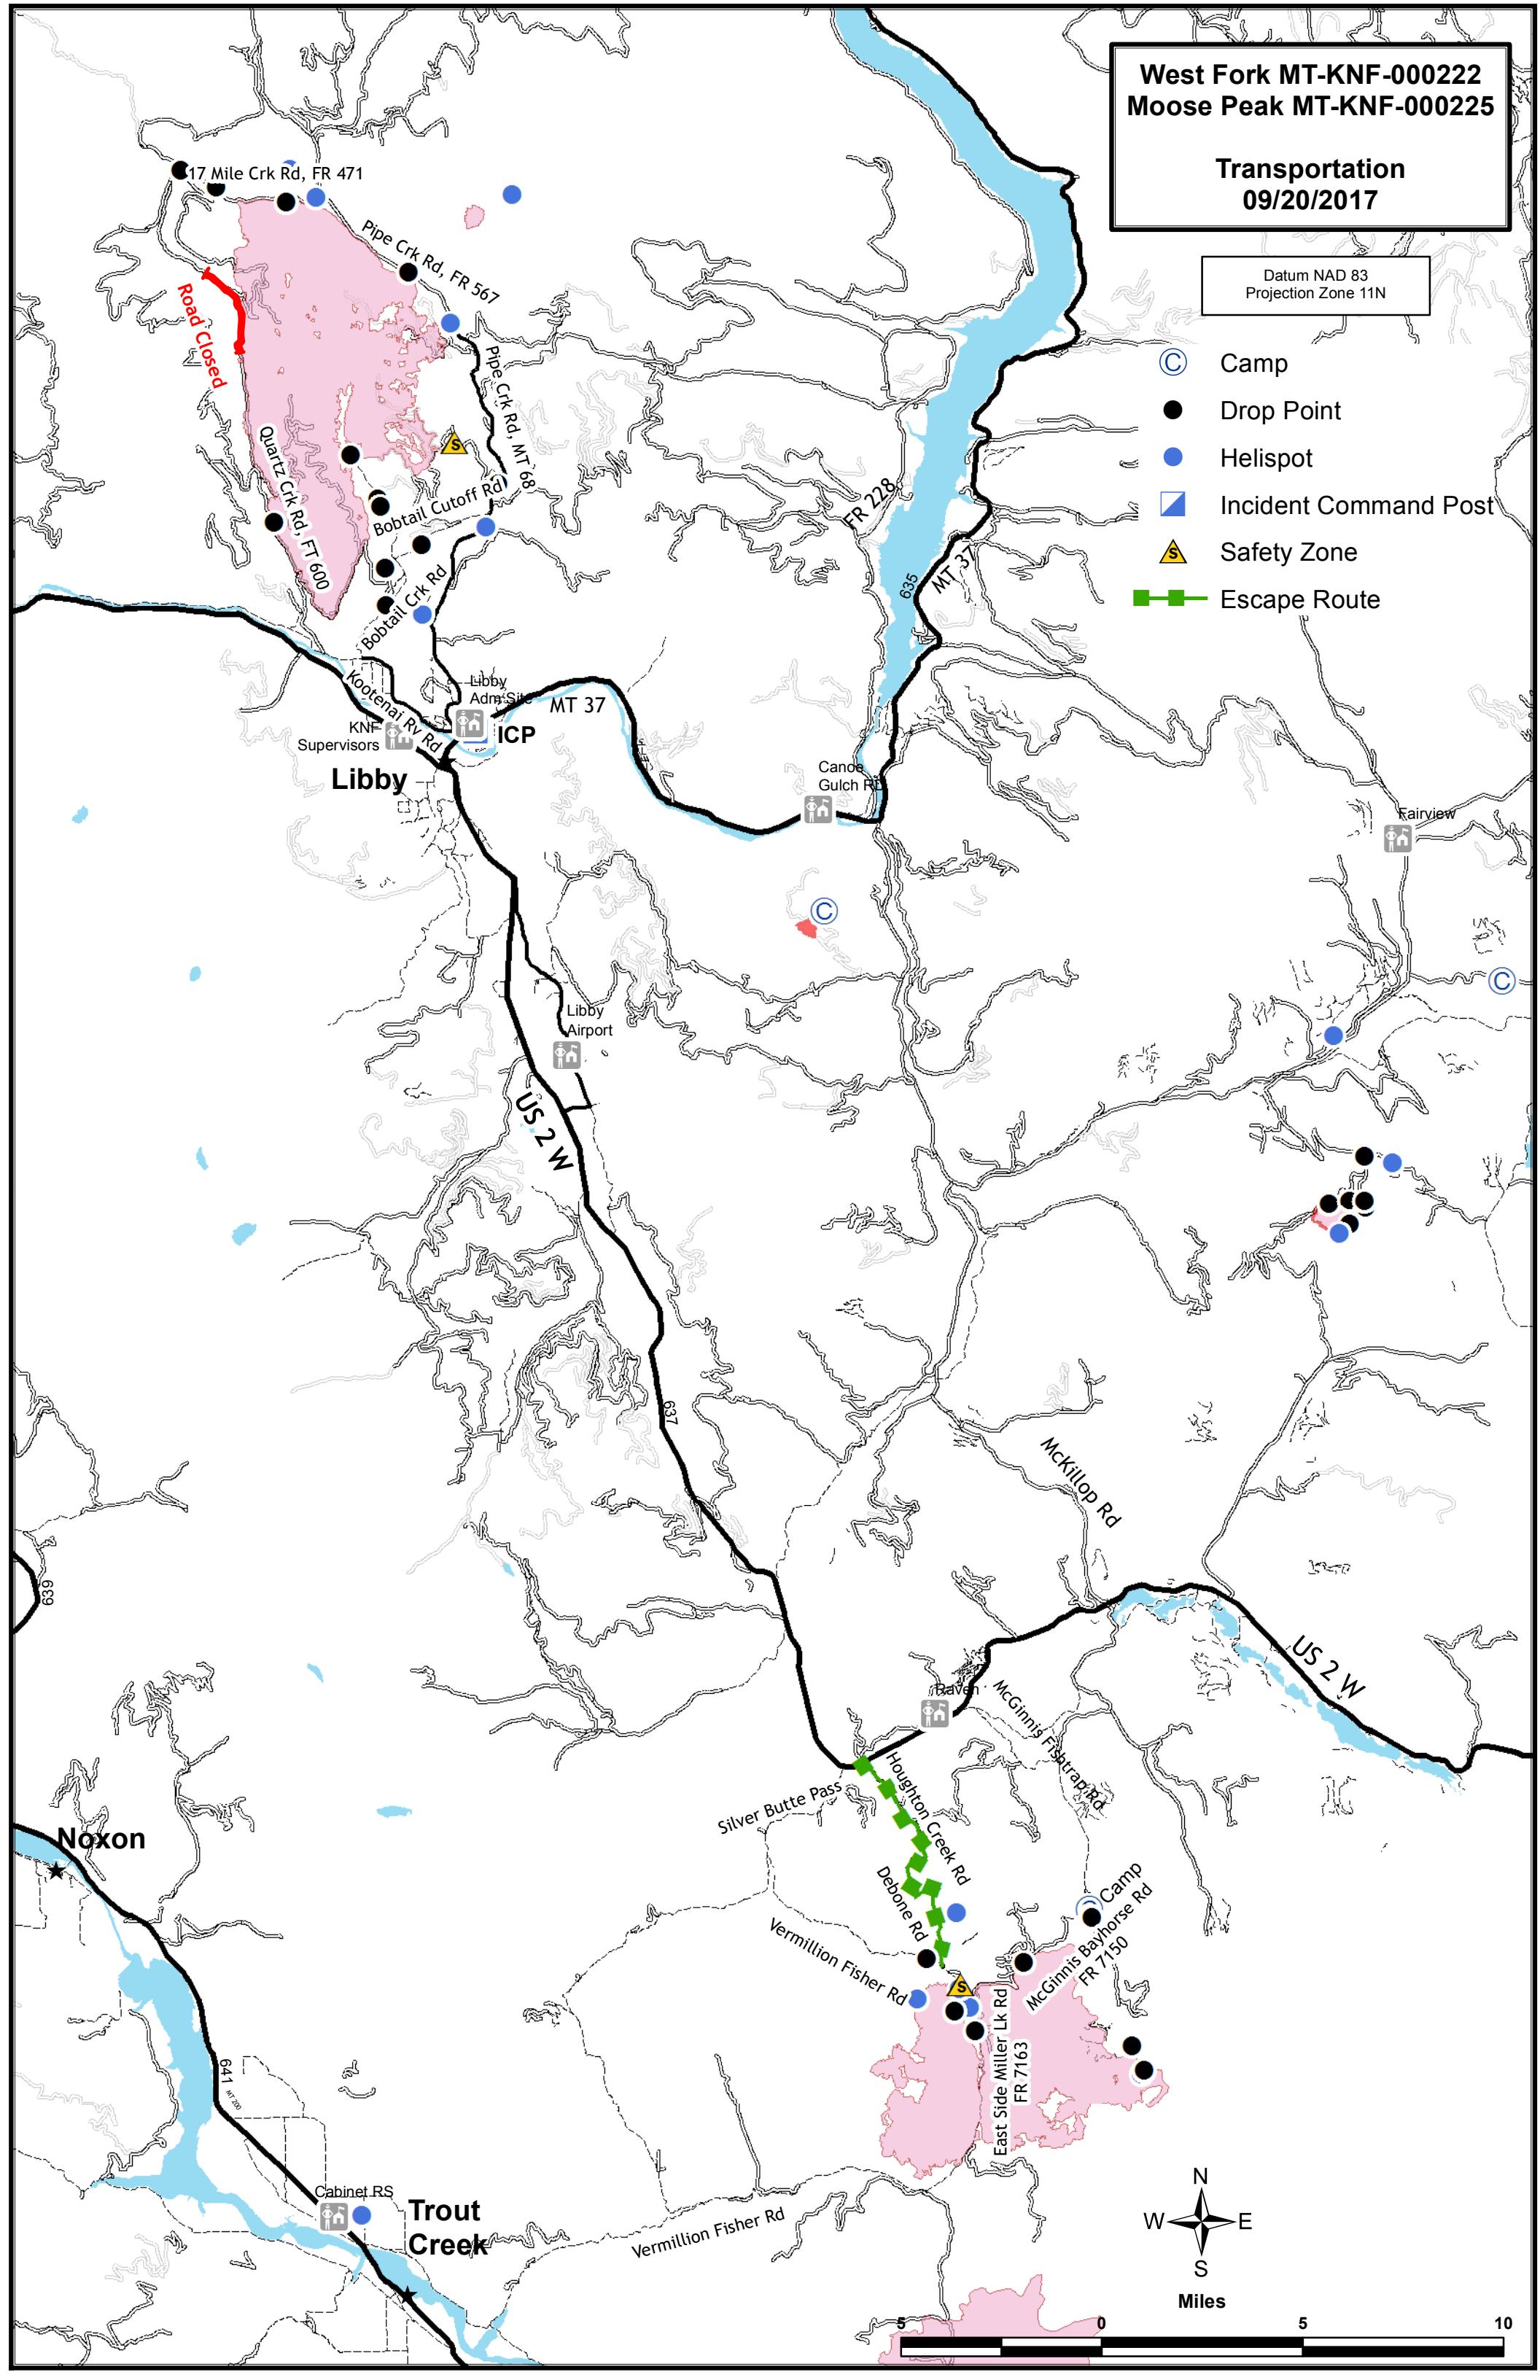 West Fork MT-KNF-000222
Moose Peak MT-KNF-000225
Transportation
09/20/2017
Datum NAD 83
Projection Zone 11N
C Camp
Drop Point
Helispot
Incident Command Post
S Safety Zone
Escape Route
17 Mile Crk Rd, FR 471
Pipe Crk Rd, FR 567
Road Closed
Pipe Crk Rd, MT 68
S
Quartz Crk Rd, FT 600
Bobtail Cutoff Rd
FR 228
635
MT 37
Bobtail Crk Rd
Kootenai Rv Rd
Libby
Adm Site
MT 37
KNF
Supervisors
ICP
Libby
Canoe
Gulch RD
Fairview
C
C
Libby
Airport
US 2 W
637
McKillop Rd
639
US 2 W
Raven
McGinnis Fishtrap Rd
Houghton Creek Rd
Silver Butte Pass
Noxon
Debone Rd
Camp
McGinnis Bayhorse Rd
FR 7150
Vermillion Fisher Rd
S
East Side Miller Lk Rd
FR 7163
641
MT 200
Cabinet RS
Trout
Creek
Vermillion Fisher Rd
N
W E
S
Miles
5 0 5 10